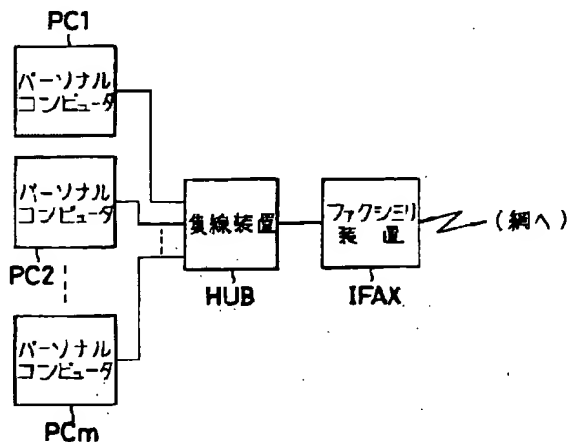 PC1
パーソナル
コンピュータ
パーソナル
コンピュータ
PC2
集線装置
HUB
ファクシミリ
装置
IFAX
(網へ)
パーソナル
コンピュータ
PCm